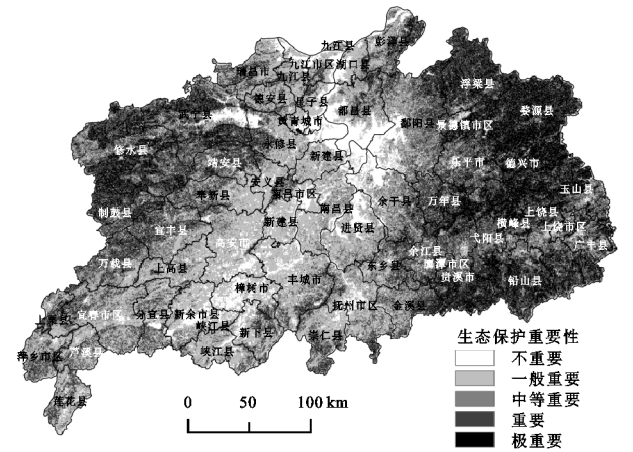 九江县
彭泽县
瑞昌市
九江市区
湖口县
九江县
浮梁县
德安县
星子县
都昌县
婺源县
武宁县
共青城市
鄱阳县
景德镇市区
修水县
永修县
靖安县
新建县
乐平市
德兴市
安义县
南昌市区
玉山县
奉新县
余干县
万年县
铜鼓县
南昌县
上饶县
宜丰县
新建县
进贤县
横峰县
上饶市区
弋阳县
广丰县
高安市
余江县
万载县
上高县
东乡县
鹰潭市区
贵溪市
铅山县
樟树市
丰城市
上栗县
宜春市区
分宜县
新余市区
抚州市区
金溪县
峡江县
新干县
崇仁县
萍乡市区
芦溪县
峡江县
莲花县
生态保护重要性
不重要
一般重要
中等重要
重要
极重要
0 50 100 km